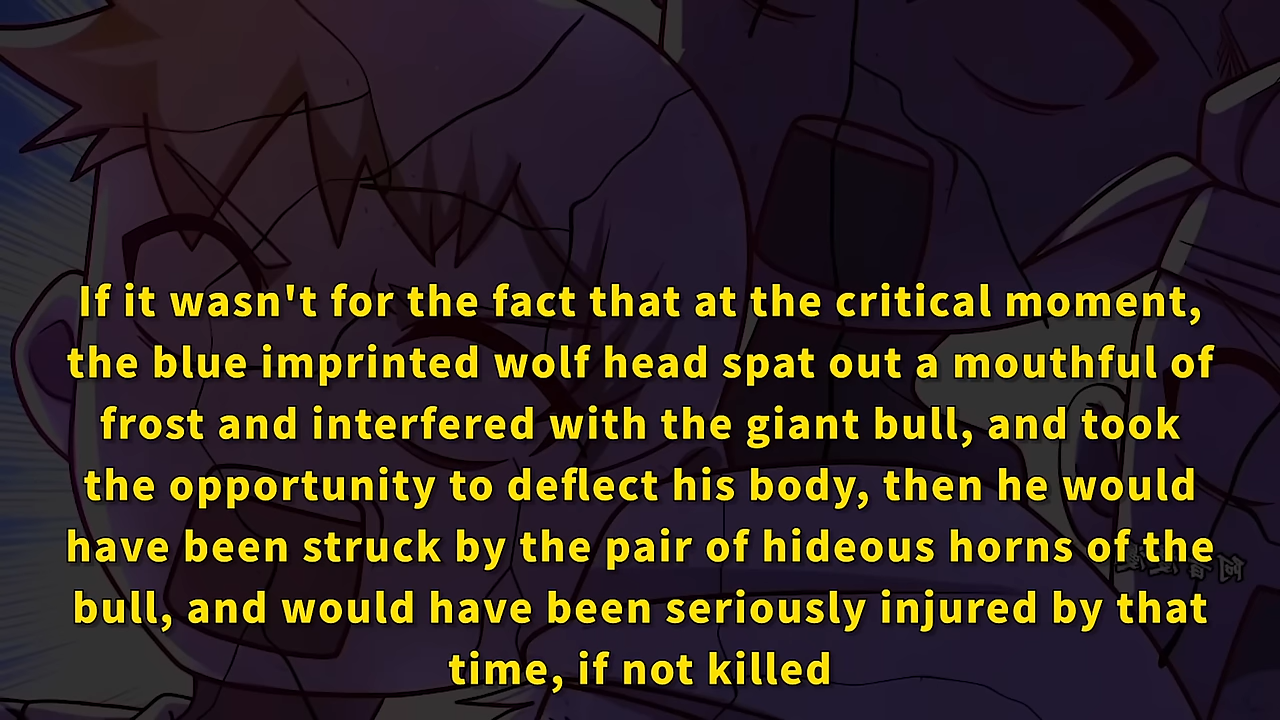 If it wasn't for the fact that at the critical moment,
the blue imprinted wolf head spat out a mouthful of
frost and interfered with the giant bull, and took
the opportunity to deflect his body, then he would
have been struck by the pair of hideous horns of the
bull, and would have been seriously injured by that
time, if not killed